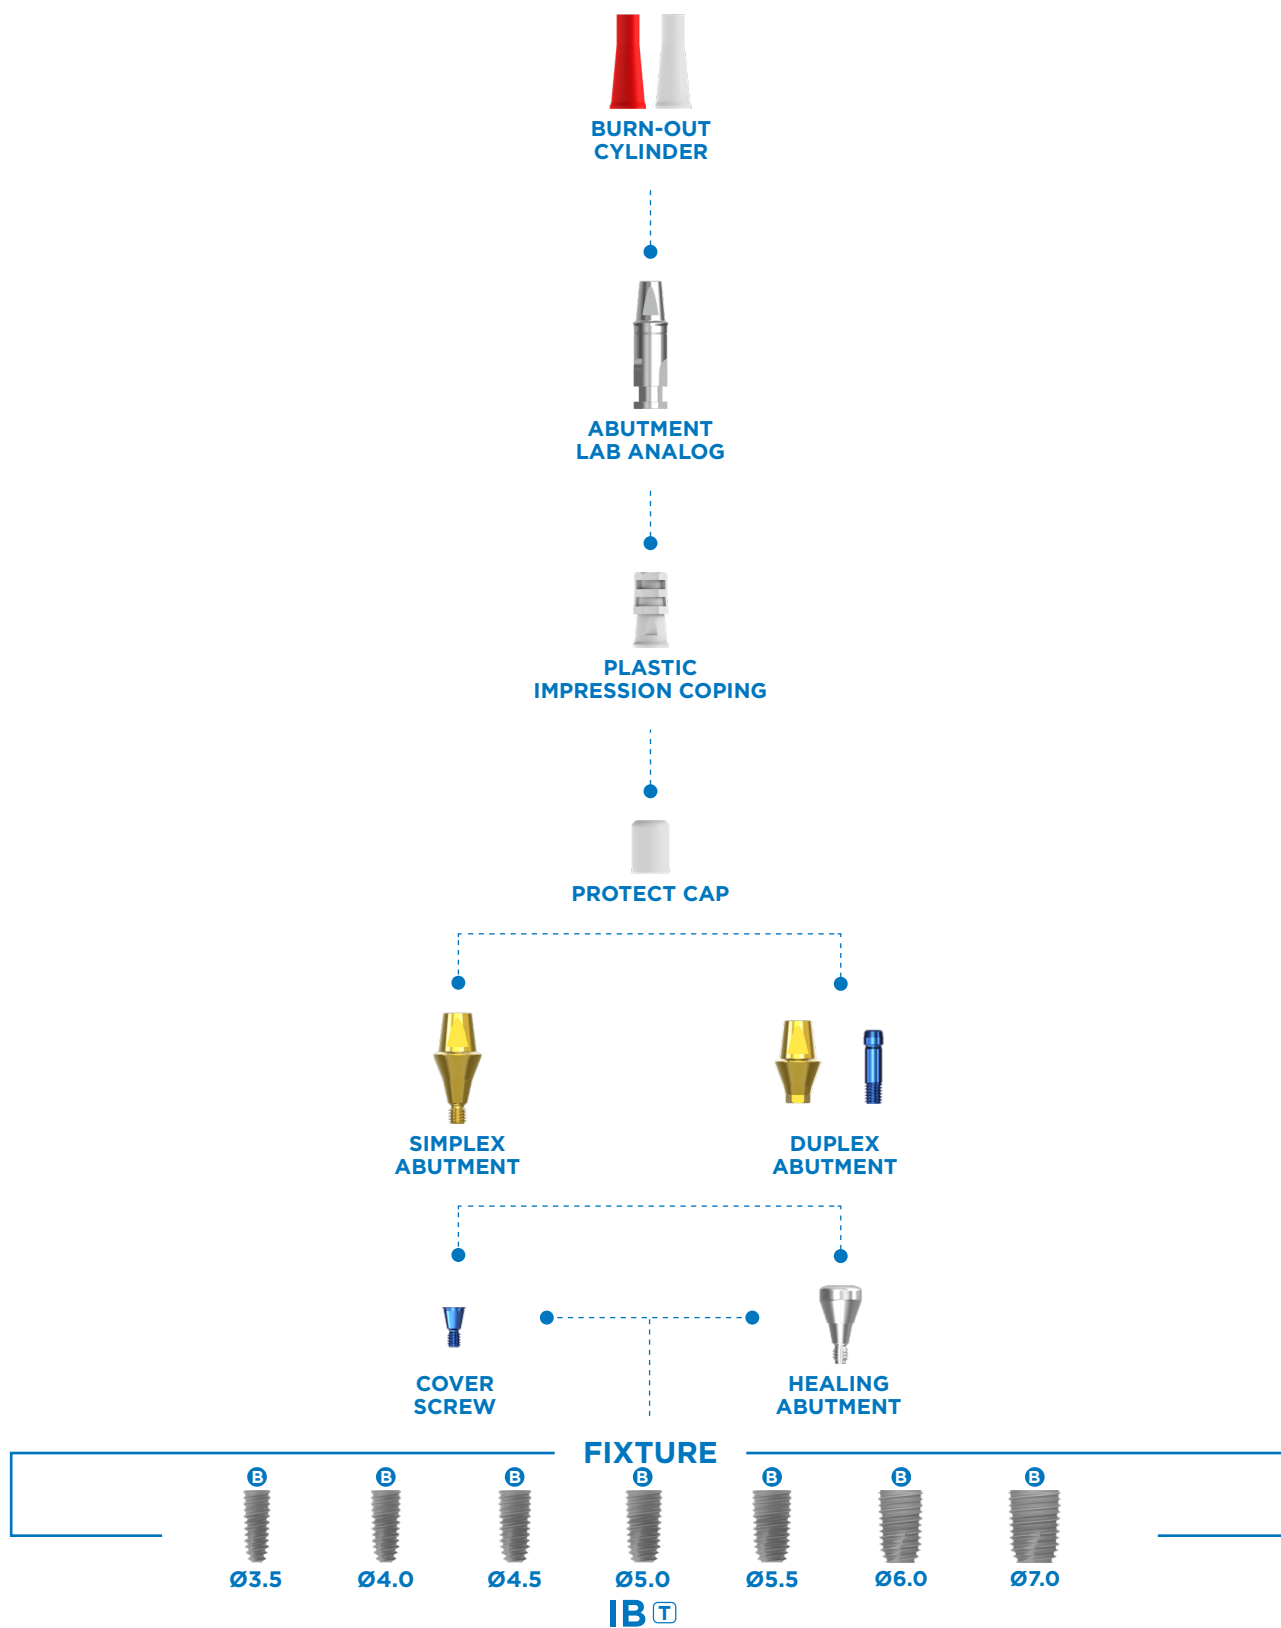 BURN-OUT
CYLINDER
ABUTMENT
LAB ANALOG
PLASTIC
IMPRESSION COPING
PROTECT CAP
SIMPLEX
ABUTMENT
DUPLEX
ABUTMENT
COVER
SCREW
HEALING
ABUTMENT
FIXTURE
B B B B B B B
Ø3.5 Ø4.0 Ø4.5 Ø5.0 Ø5.5 Ø6.0 Ø7.0
IB T